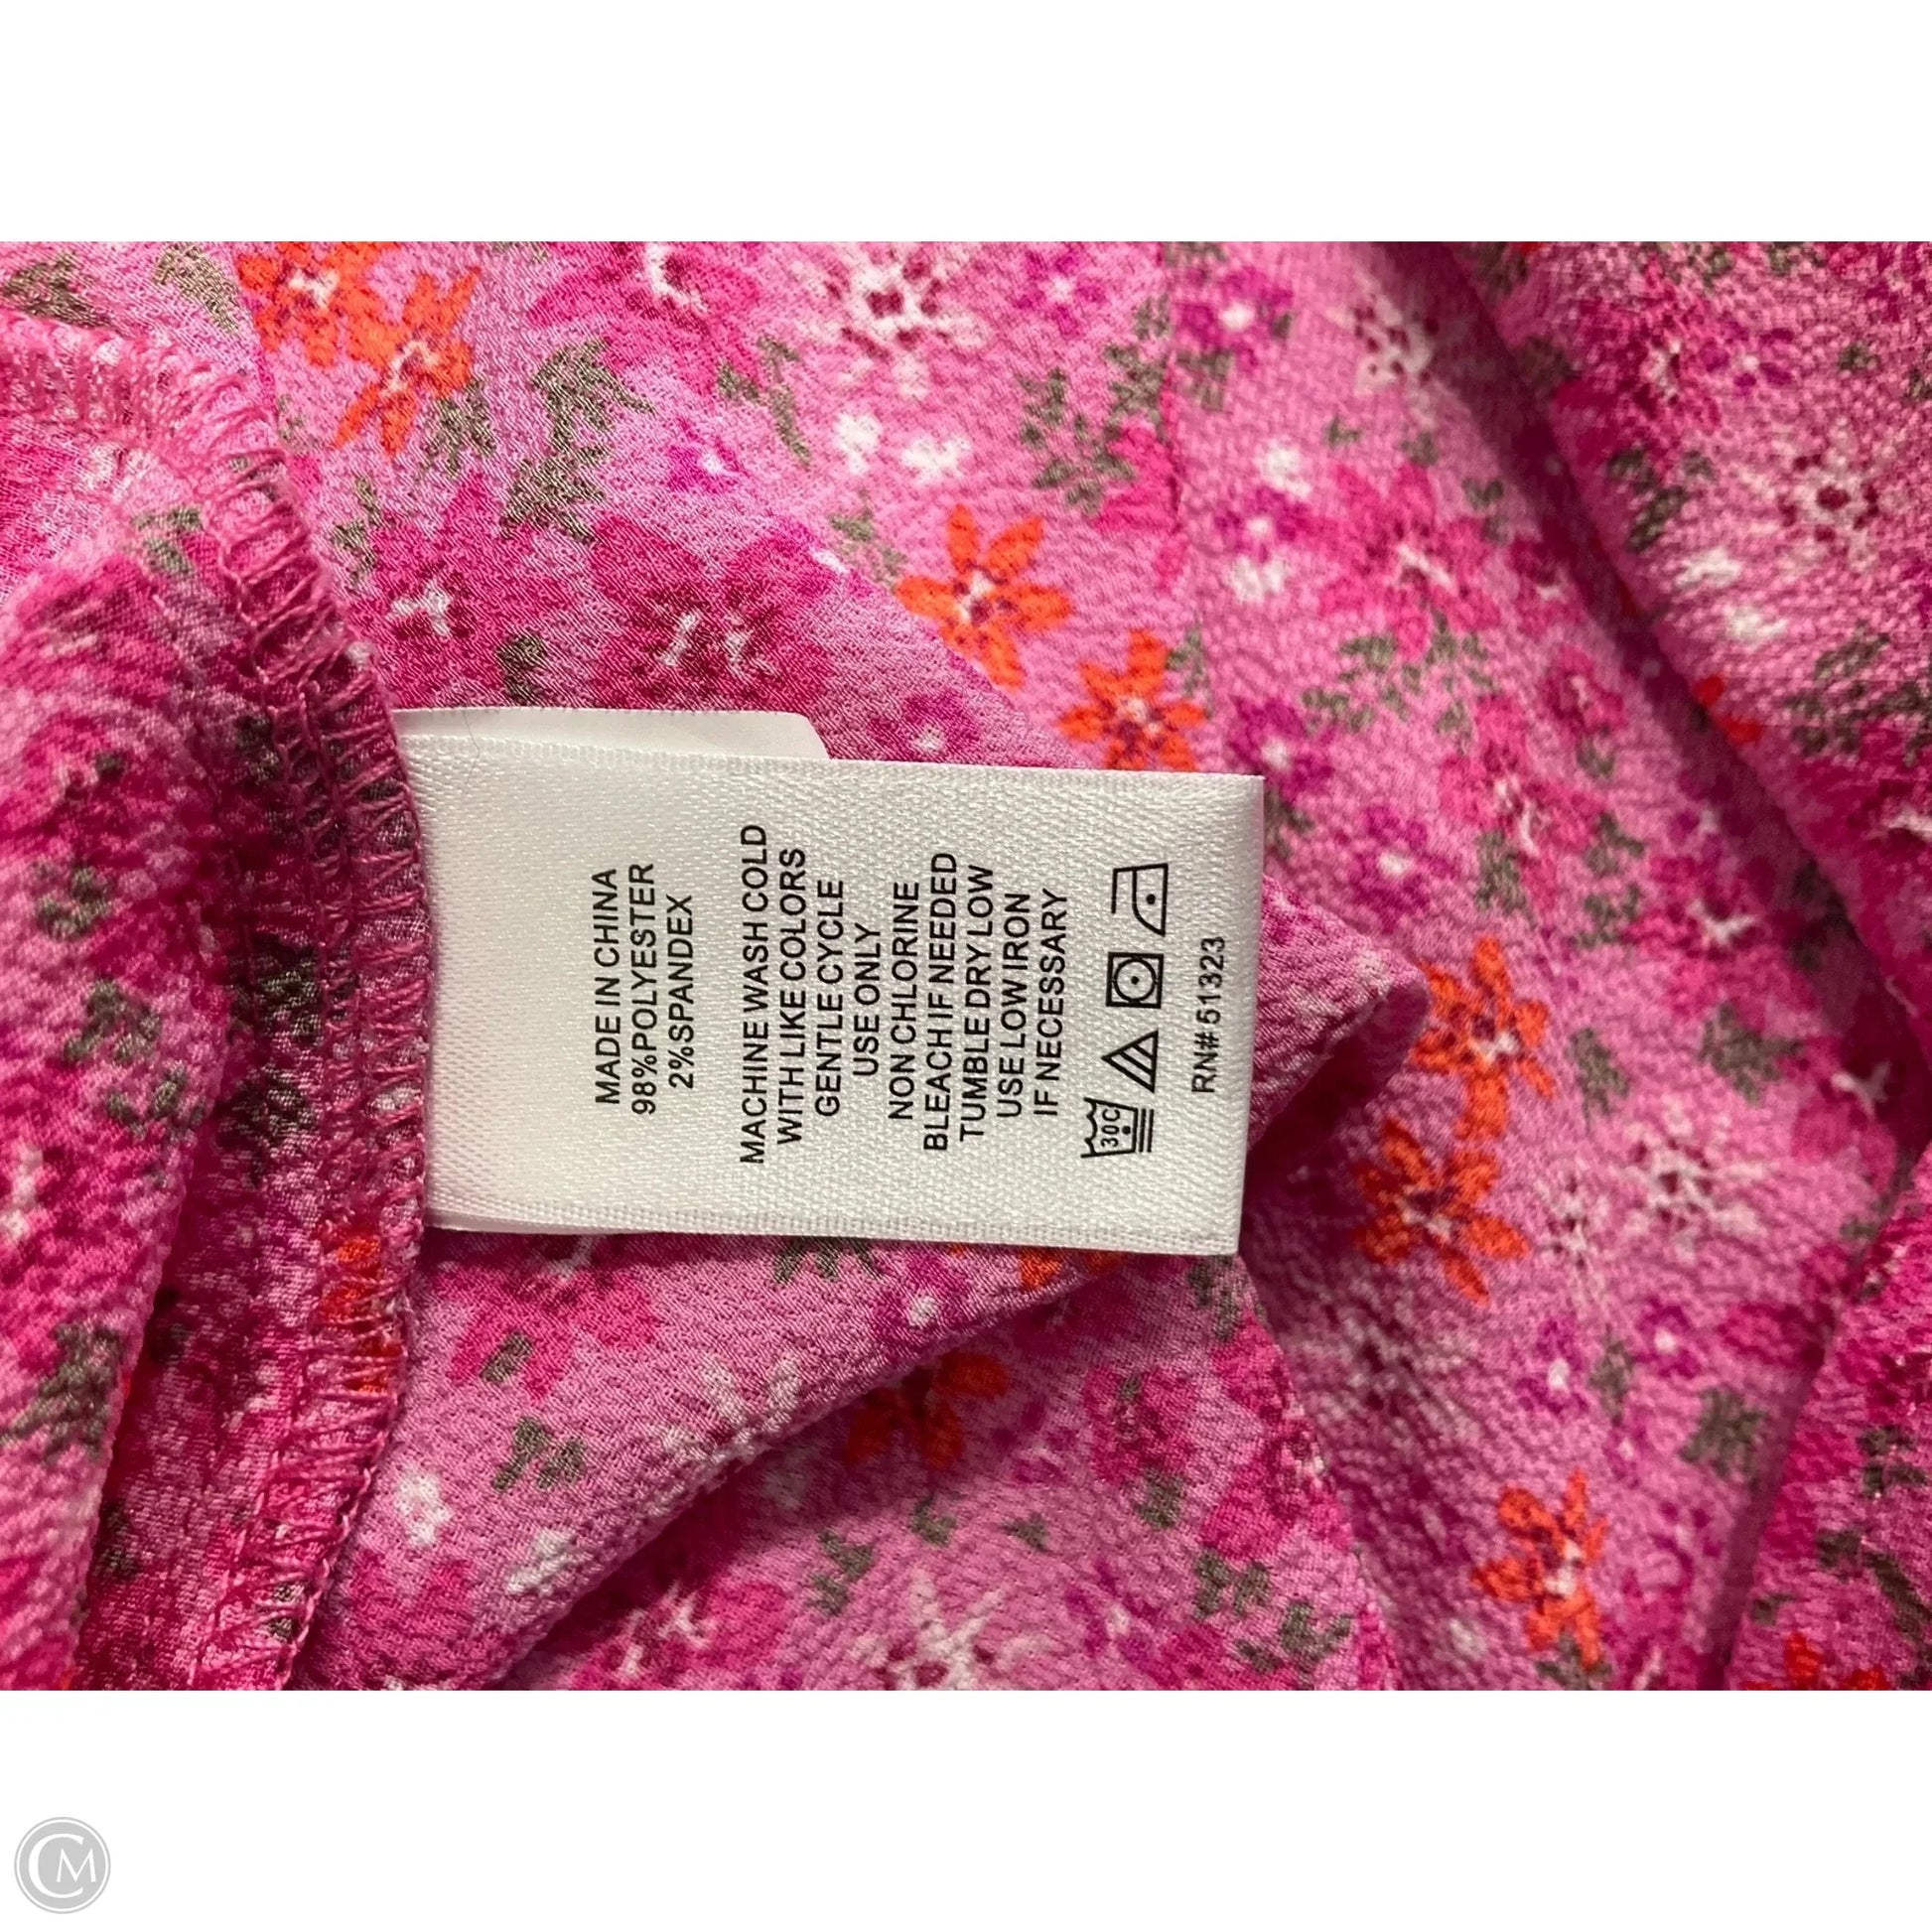 MADE IN CHINA
98%POLYESTER
2%SPANDEX
MACHINE WASH COLD
WITH LIKE COLORS
GENTLE CYCLE
USE ONLY
NON CHLORINE
BLEACH IF NEEDED
TUMBLE DRY LOW
USE LOW IRON
IF NECESSARY
30C
RN# 51323
CM